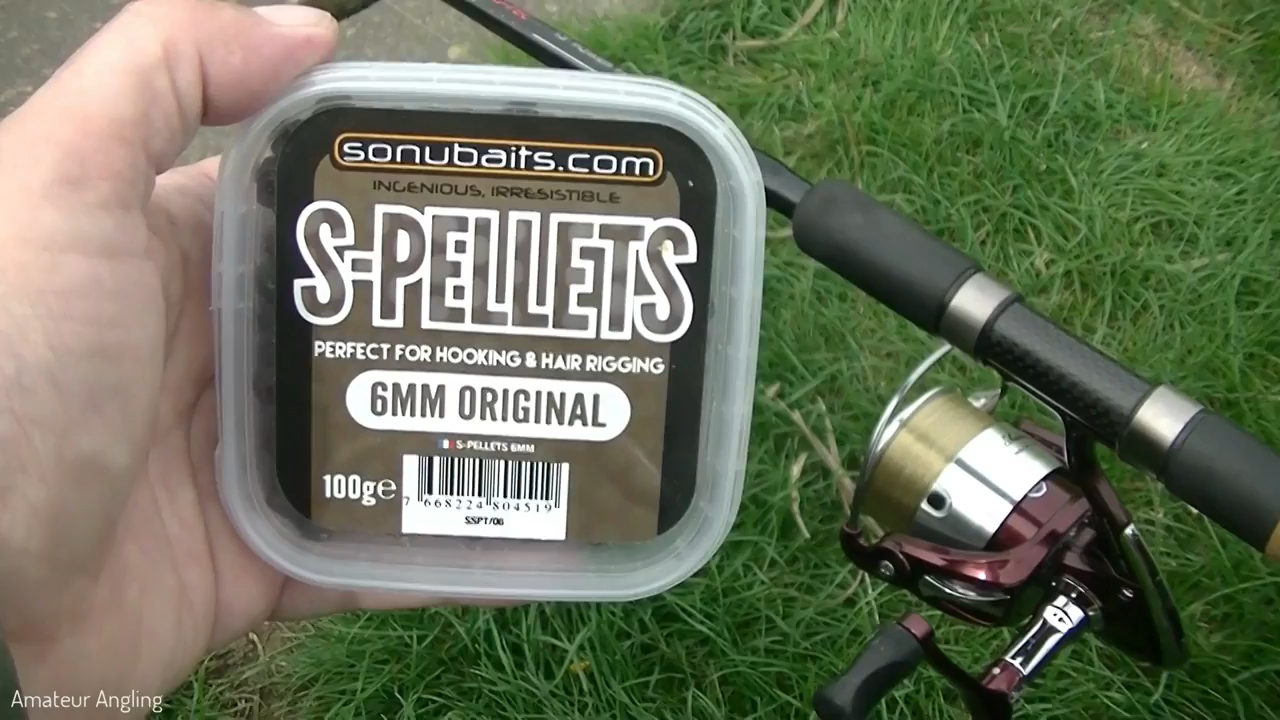 sonubaits.com
INGENIOUS, IRRESISTIBLE
S-PELLETS
PERFECT FOR HOOKING & HAIR RIGGING
6MM ORIGINAL
S-PELLETS 6MM
100g℮
7 668224 804519
SSPT/06
Amateur Angling